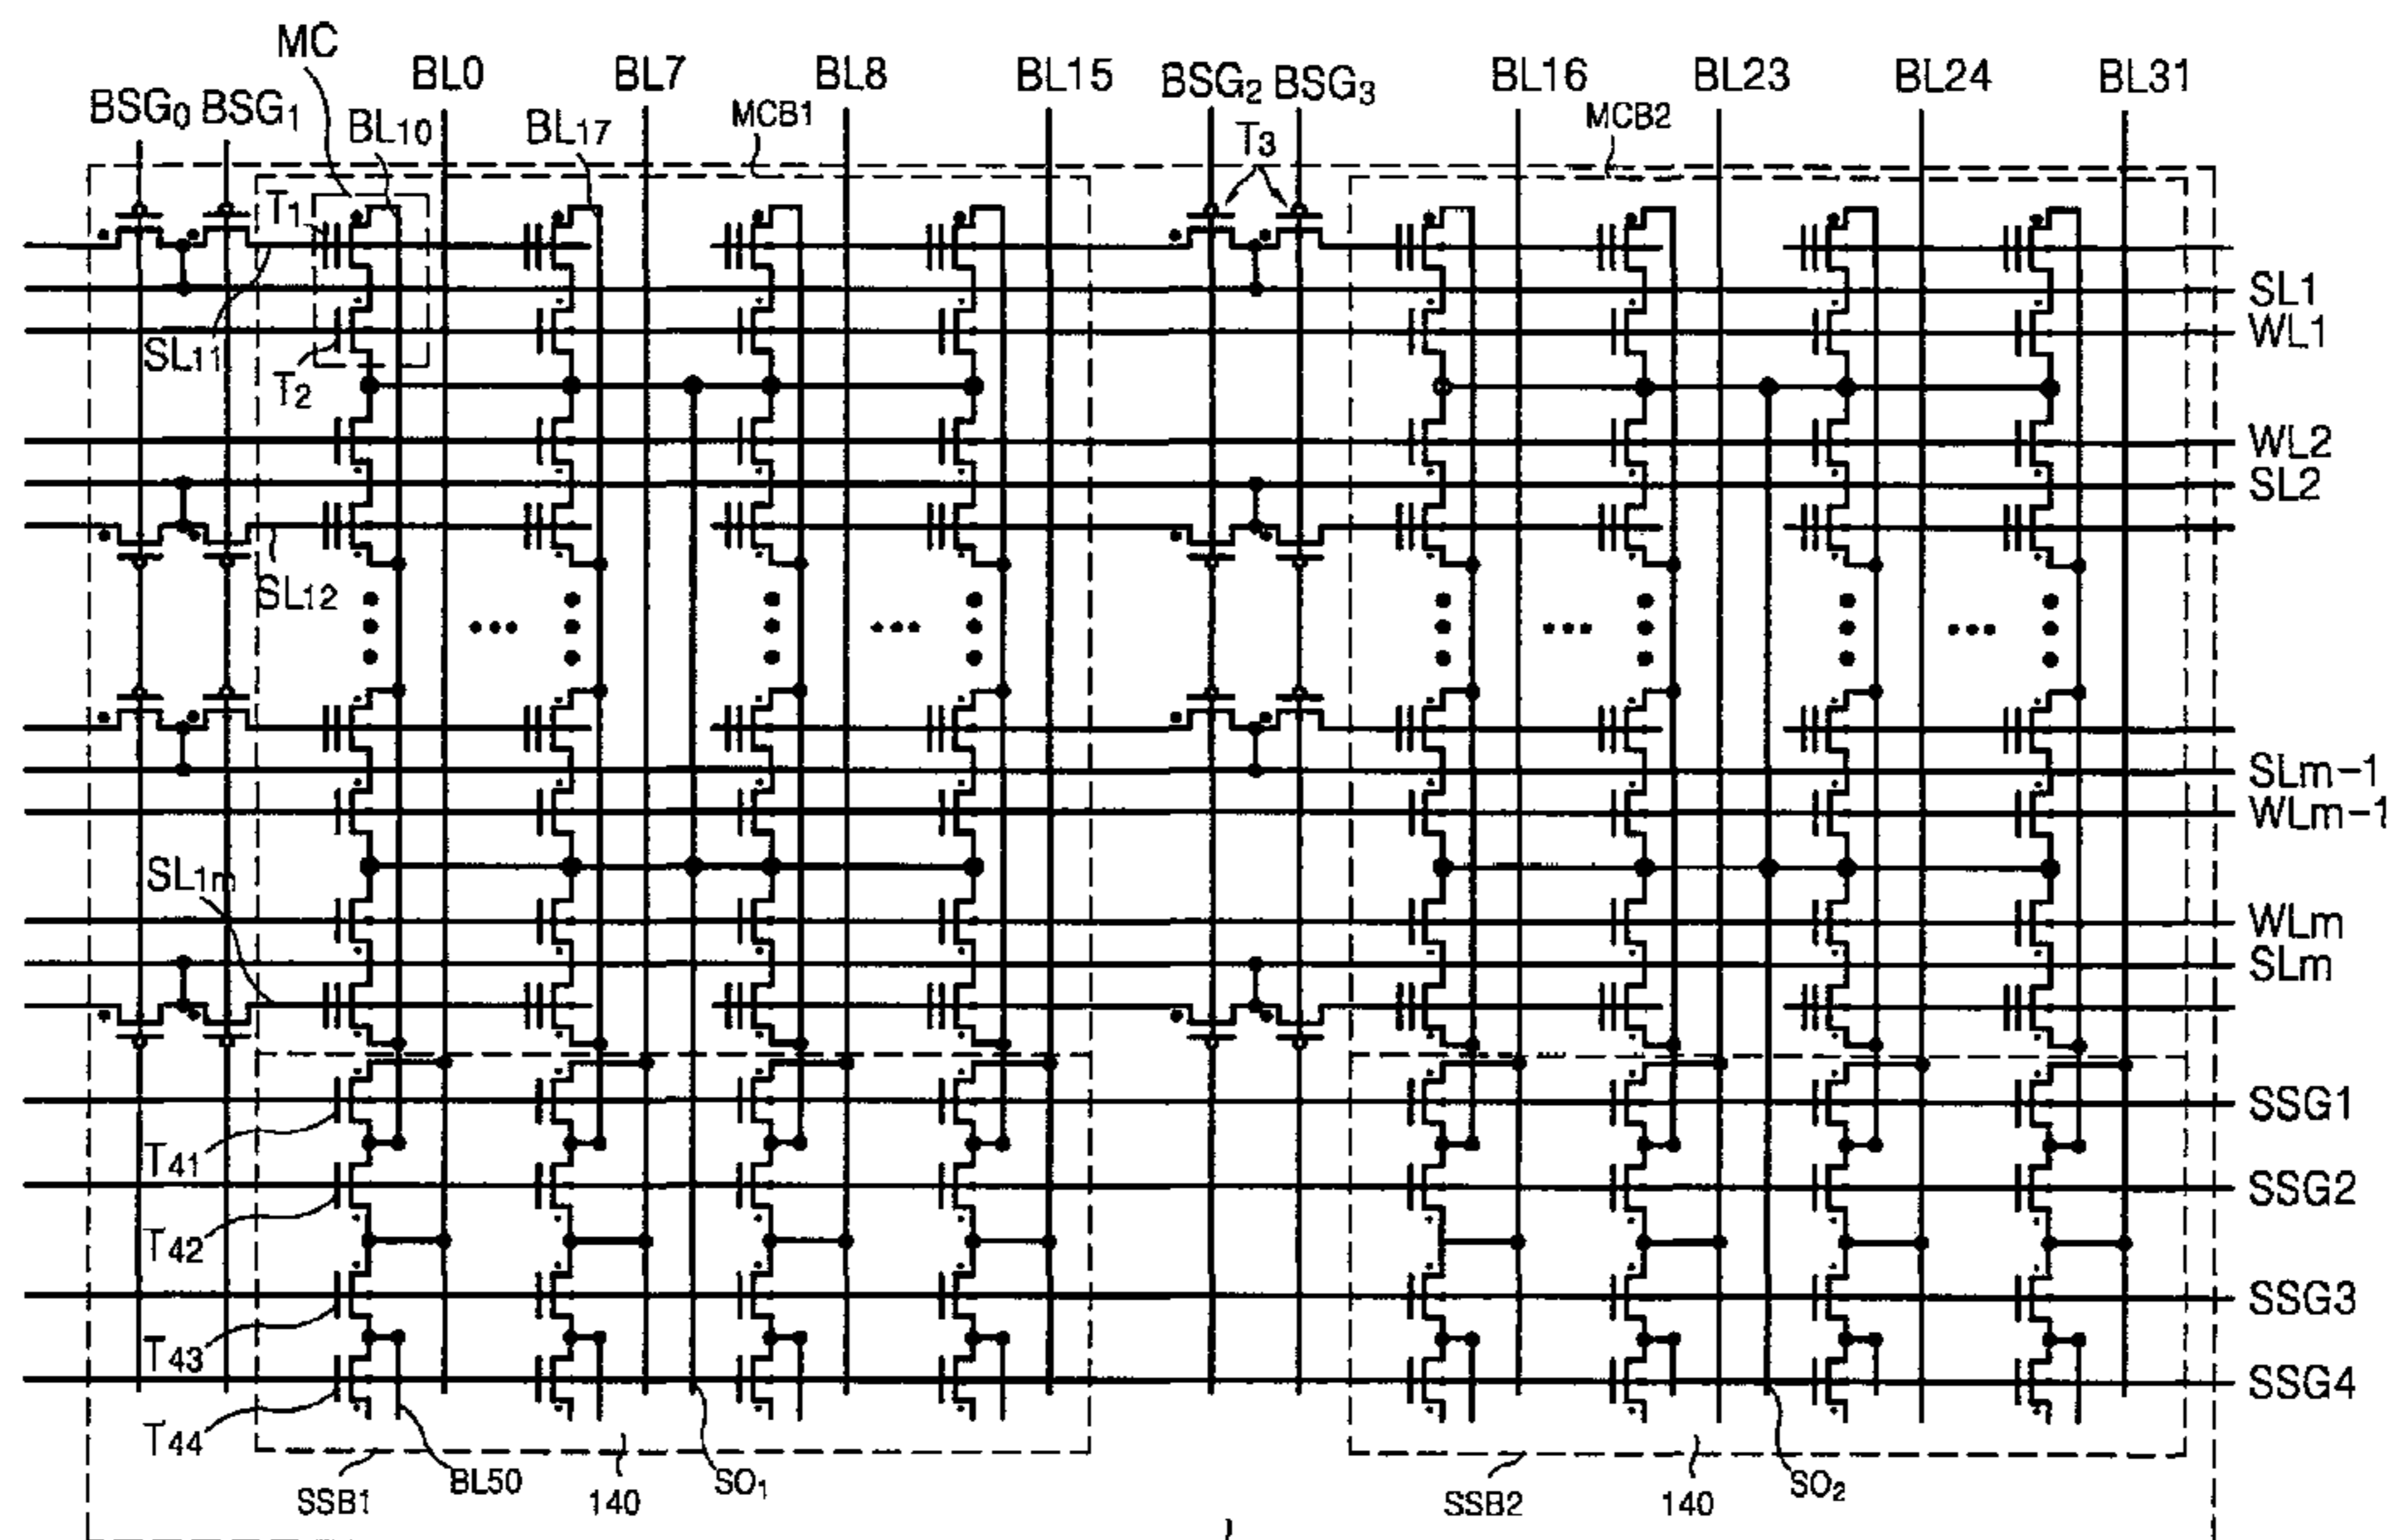 MC
BL0 BL7 BL8 BL15 BL16 BL23 BL24 BL31
BSG0 BSG1 BSG2 BSG3
BL10 BL17 MCB1 MCB2
T3
T1
SL1
SL11
WL1
T2
WL2
SL2
SL12
SLm-1
WLm-1
SL1m
WLm
SLm
SSG1
T41
SSG2
T42
SSG3
T43
SSG4
T44
SSB1 BL50 140 SO1 SSB2 140 SO2